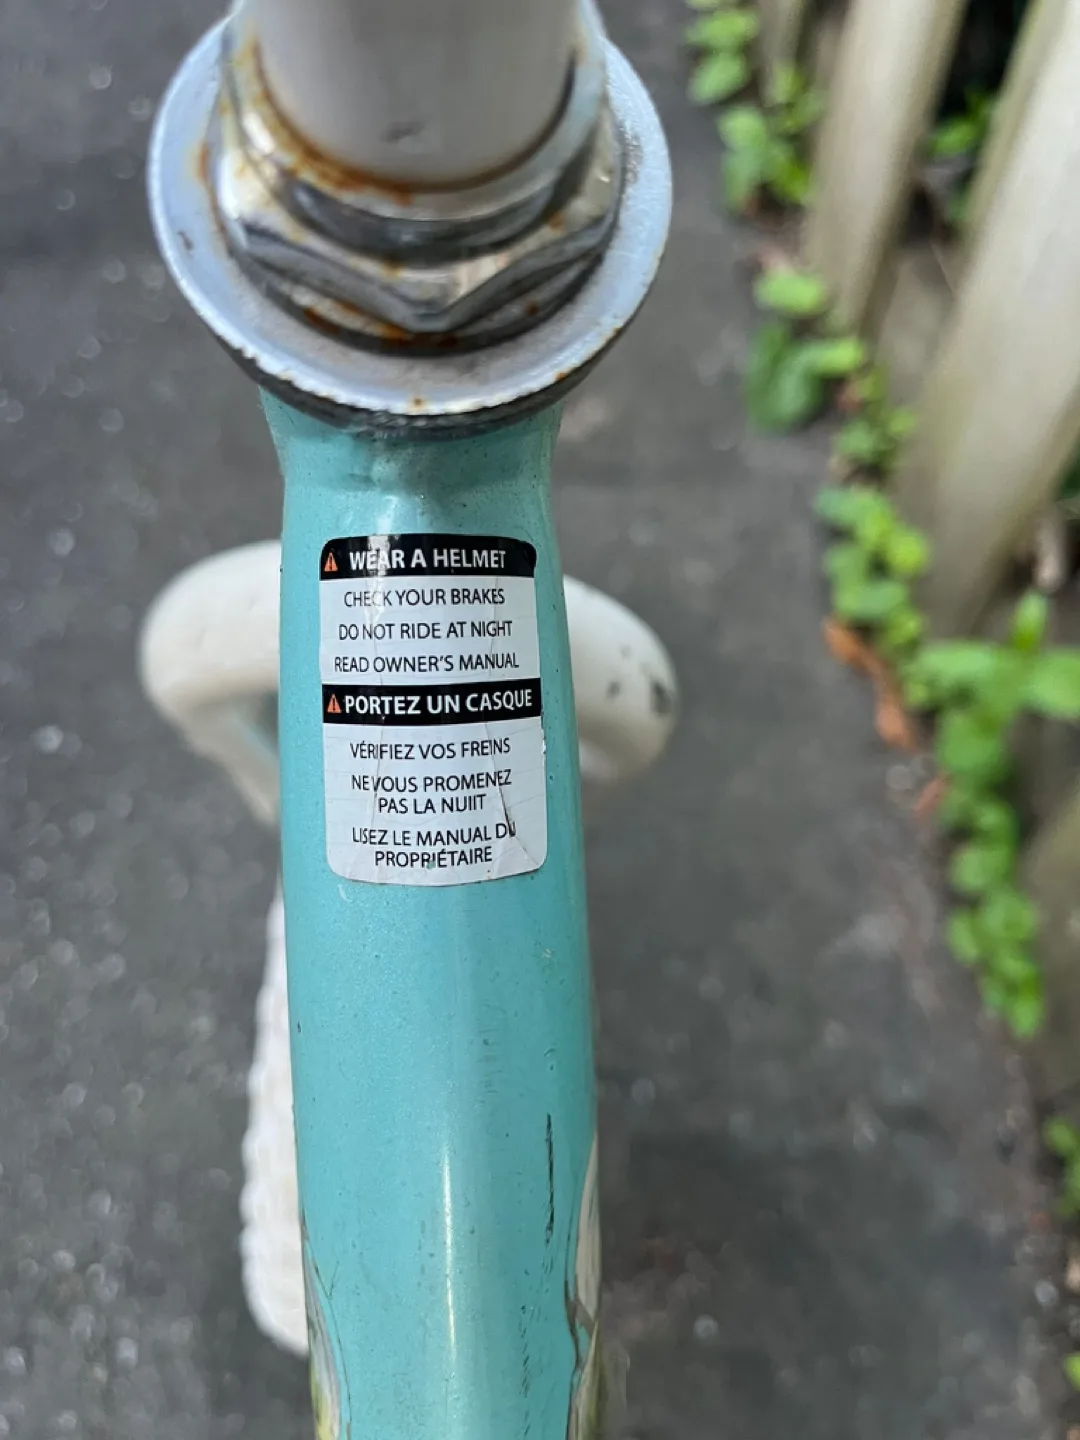 WEAR A HELMET
CHECK YOUR BRAKES
DO NOT RIDE AT NIGHT
READ OWNER'S MANUAL
PORTEZ UN CASQUE
VÉRIFIEZ VOS FREINS
NE VOUS PROMENEZ
PAS LA NUIIT
LISEZ LE MANUAL DU
PROPRIÉTAIRE